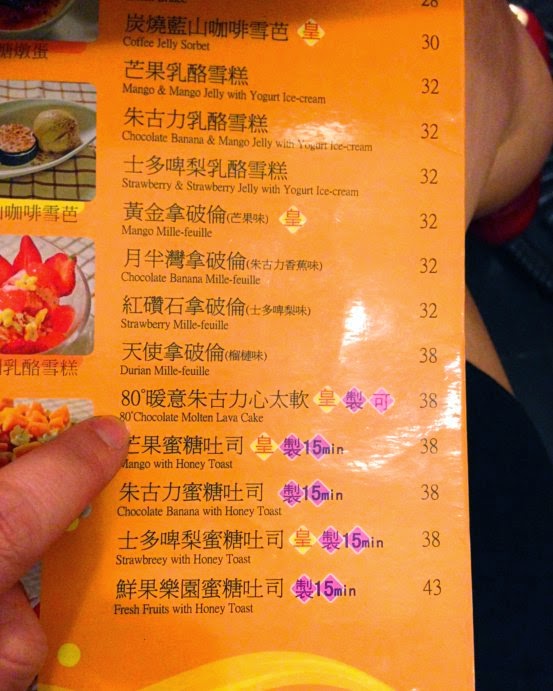 28
炭燒藍山咖啡雪芭 皇 30
Coffee Jelly Sorbet
芒果乳酪雪糕 32
Mango & Mango Jelly with Yogurt Ice-cream
朱古力乳酪雪糕 32
Chocolate Banana & Mango Jelly with Yogurt Ice-cream
士多啤梨乳酪雪糕 32
Strawberry & Strawberry Jelly with Yogurt Ice-cream
黃金拿破倫(芒果味) 皇 32
Mango Mille-feuille
月半灣拿破倫(朱古力香蕉味) 32
Chocolate Banana Mille-feuille
紅鑽石拿破倫(士多啤梨味) 32
Strawberry Mille-feuille
天使拿破倫(榴槤味) 38
Durian Mille-feuille
80°暖意朱古力心太軟 皇 製 可 38
80°Chocolate Molten Lava Cake
芒果蜜糖吐司 皇 製15min 38
Mango with Honey Toast
朱古力蜜糖吐司 製15min 38
Chocolate Banana with Honey Toast
士多啤梨蜜糖吐司 皇 製15min 38
Strawbreey with Honey Toast
鮮果樂園蜜糖吐司 製15min 43
Fresh Fruits with Honey Toast
糖燉蛋
山咖啡雪芭
乳酪雪糕